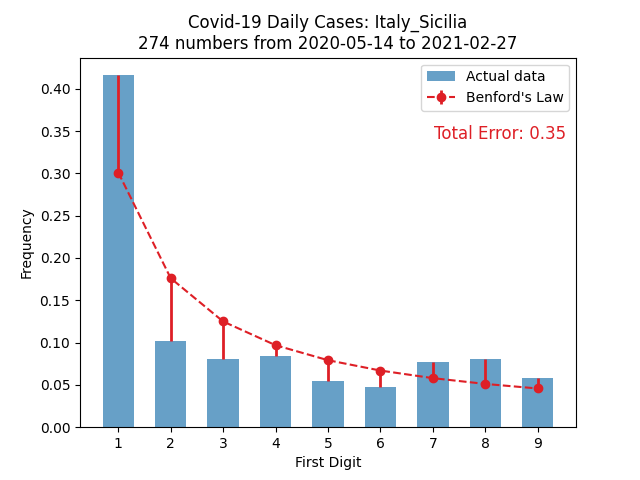 Covid-19 Daily Cases: Italy_Sicilia
274 numbers from 2020-05-14 to 2021-02-27
Actual data
Benford's Law
Total Error: 0.35
Frequency
0.40
0.35
0.30
0.25
0.20
0.15
0.10
0.05
0.00
1 2 3 4 5 6 7 8 9
First Digit